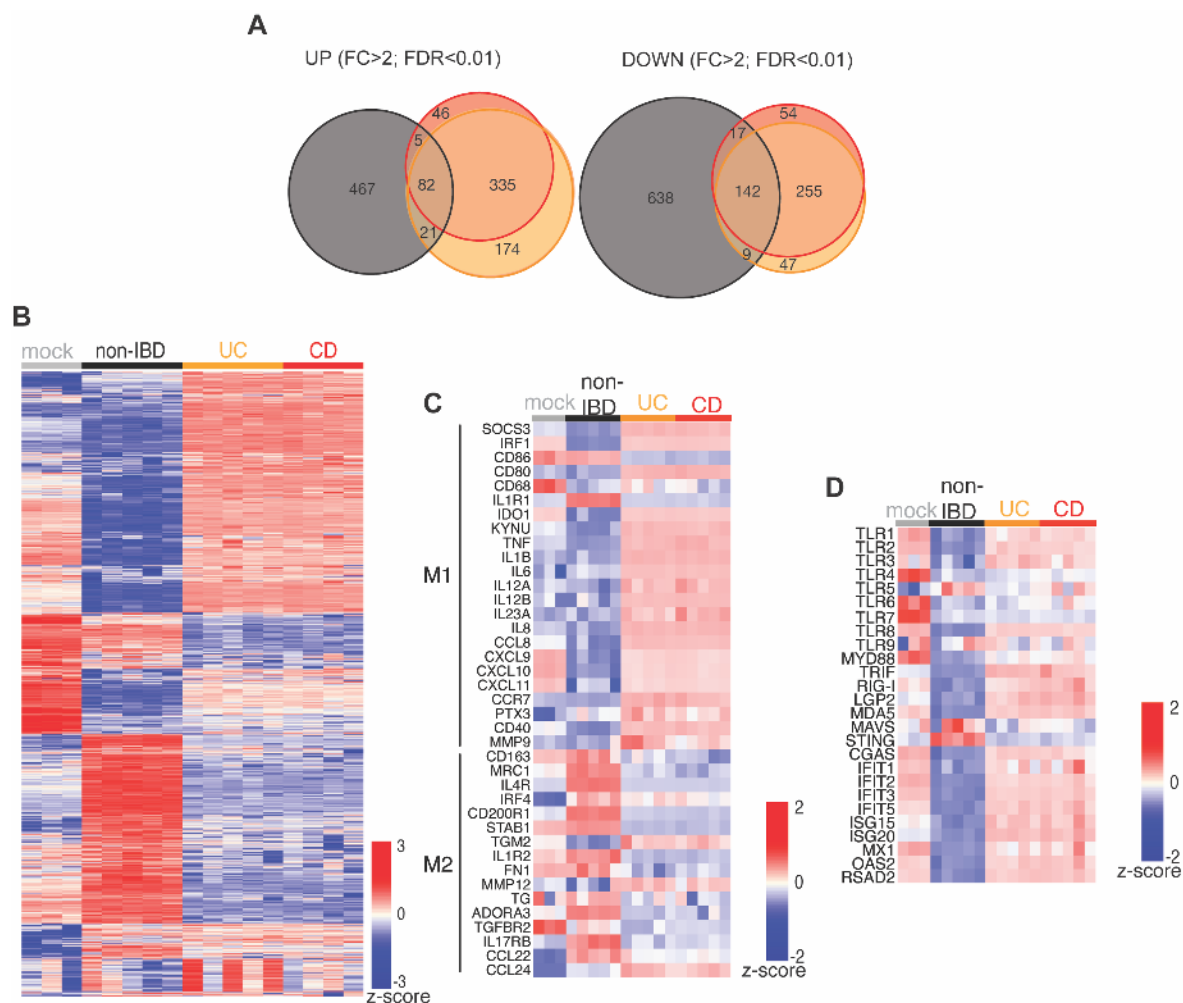 A
UP (FC>2; FDR<0.01)
DOWN (FC>2; FDR<0.01)
467
5
46
82
335
21
174
638
17
54
142
255
9
47
B
mock
non-IBD
UC
CD
3
0
-3
z-score
C
mock
non-
IBD
UC
CD
M1
SOCS3
IRF1
CD86
CD80
CD68
IL1R1
IDO1
KYNU
TNF
IL1B
IL6
IL12A
IL12B
IL23A
IL8
CCL8
CXCL9
CXCL10
CXCL11
CCR7
PTX3
CD40
MMP9
M2
CD163
MRC1
IL4R
IRF4
CD200R1
STAB1
TGM2
IL1R2
FN1
MMP12
TG
ADORA3
TGFBR2
IL17RB
CCL22
CCL24
2
0
-2
z-score
D
mock
non-
IBD
UC
CD
TLR1
TLR2
TLR3
TLR4
TLR5
TLR6
TLR7
TLR8
TLR9
MYD88
TRIF
RIG-I
LGP2
MDA5
MAVS
STING
CGAS
IFIT1
IFIT2
IFIT3
IFIT5
ISG15
ISG20
MX1
OAS2
RSAD2
2
0
-2
z-score